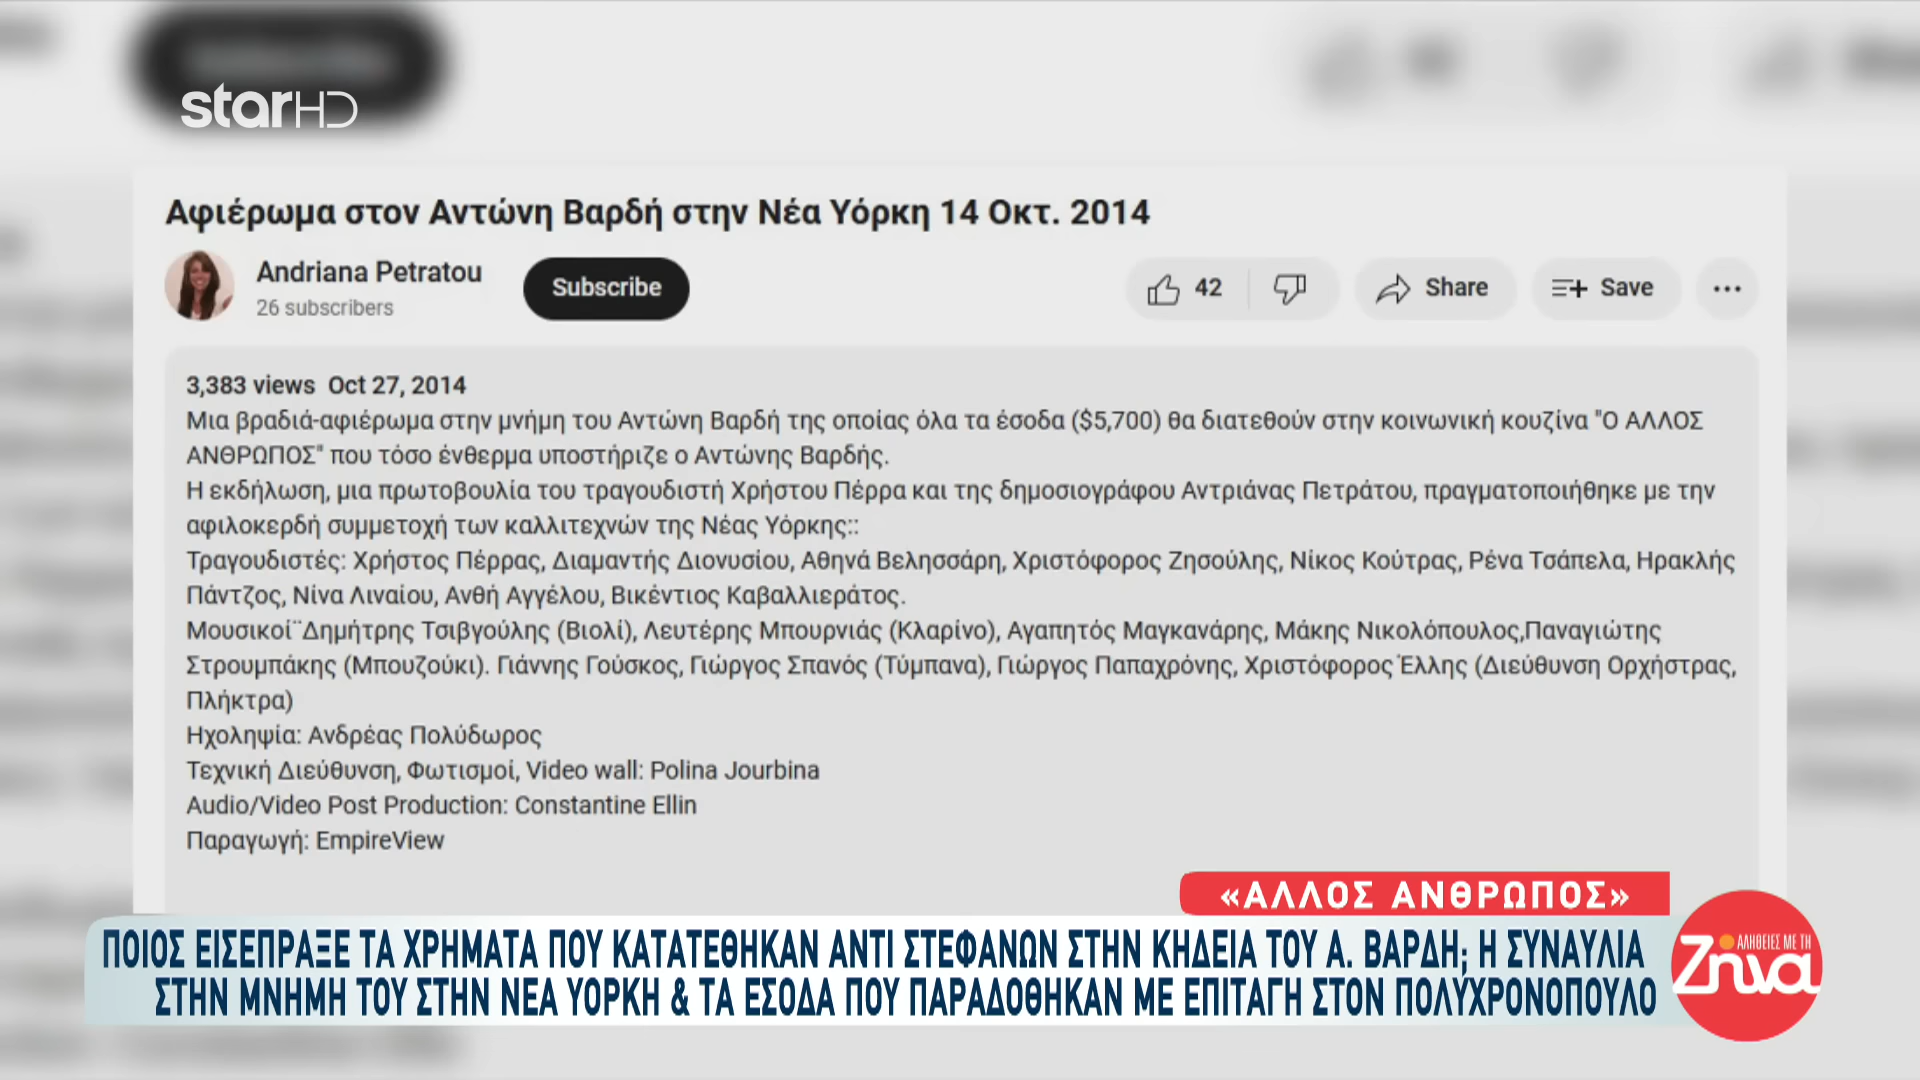 starHD
Αφιέρωμα στον Αντώνη Βαρδή στην Νέα Υόρκη 14 Οκτ. 2014
Andriana Petratou
26 subscribers
Subscribe
42
Share
Save
3,383 views Oct 27, 2014
Μια βραδιά-αφιέρωμα στην μνήμη του Αντώνη Βαρδή της οποίας όλα τα έσοδα ($5,700) θα διατεθούν στην κοινωνική κουζίνα "Ο ΑΛΛΟΣ
ΑΝΘΡΩΠΟΣ" που τόσο ένθερμα υποστήριζε ο Αντώνης Βαρδής.
Η εκδήλωση, μια πρωτοβουλία του τραγουδιστή Χρήστου Πέρρα και της δημοσιογράφου Αντριάνας Πετράτου, πραγματοποιήθηκε με την
αφιλοκερδή συμμετοχή των καλλιτεχνών της Νέας Υόρκης::
Τραγουδιστές: Χρήστος Πέρρας, Διαμαντής Διονυσίου, Αθηνά Βελησσάρη, Χριστόφορος Ζησούλης, Νίκος Κούτρας, Ρένα Τσάπελα, Ηρακλής
Πάντζος, Νίνα Λιναίου, Ανθή Αγγέλου, Βικέντιος Καβαλλιεράτος.
Μουσικοί¨Δημήτρης Τσιβγούλης (Βιολί), Λευτέρης Μπουρνιάς (Κλαρίνο), Αγαπητός Μαγκανάρης, Μάκης Νικολόπουλος,Παναγιώτης
Στρουμπάκης (Μπουζούκι). Γιάννης Γούσκος, Γιώργος Σπανός (Τύμπανα), Γιώργος Παπαχρόνης, Χριστόφορος Έλλης (Διεύθυνση Ορχήστρας,
Πλήκτρα)
Ηχοληψία: Ανδρέας Πολύδωρος
Τεχνική Διεύθυνση, Φωτισμοί, Video wall: Polina Jourbina
Audio/Video Post Production: Constantine Ellin
Παραγωγή: EmpireView
«ΑΛΛΟΣ ΑΝΘΡΩΠΟΣ»
ΠΟΙΟΣ ΕΙΣΕΠΡΑΞΕ ΤΑ ΧΡΗΜΑΤΑ ΠΟΥ ΚΑΤΑΤΕΘΗΚΑΝ ΑΝΤΙ ΣΤΕΦΑΝΩΝ ΣΤΗΝ ΚΗΔΕΙΑ ΤΟΥ Α. ΒΑΡΔΗ; Η ΣΥΝΑΥΛΙΑ
ΣΤΗΝ ΜΝΗΜΗ ΤΟΥ ΣΤΗΝ ΝΕΑ ΥΟΡΚΗ & ΤΑ ΕΣΟΔΑ ΠΟΥ ΠΑΡΑΔΟΘΗΚΑΝ ΜΕ ΕΠΙΤΑΓΗ ΣΤΟΝ ΠΟΛΥΧΡΟΝΟΠΟΥΛΟ
ΑΛΗΘΕΙΕΣ ΜΕ ΤΗ
Ζήνα